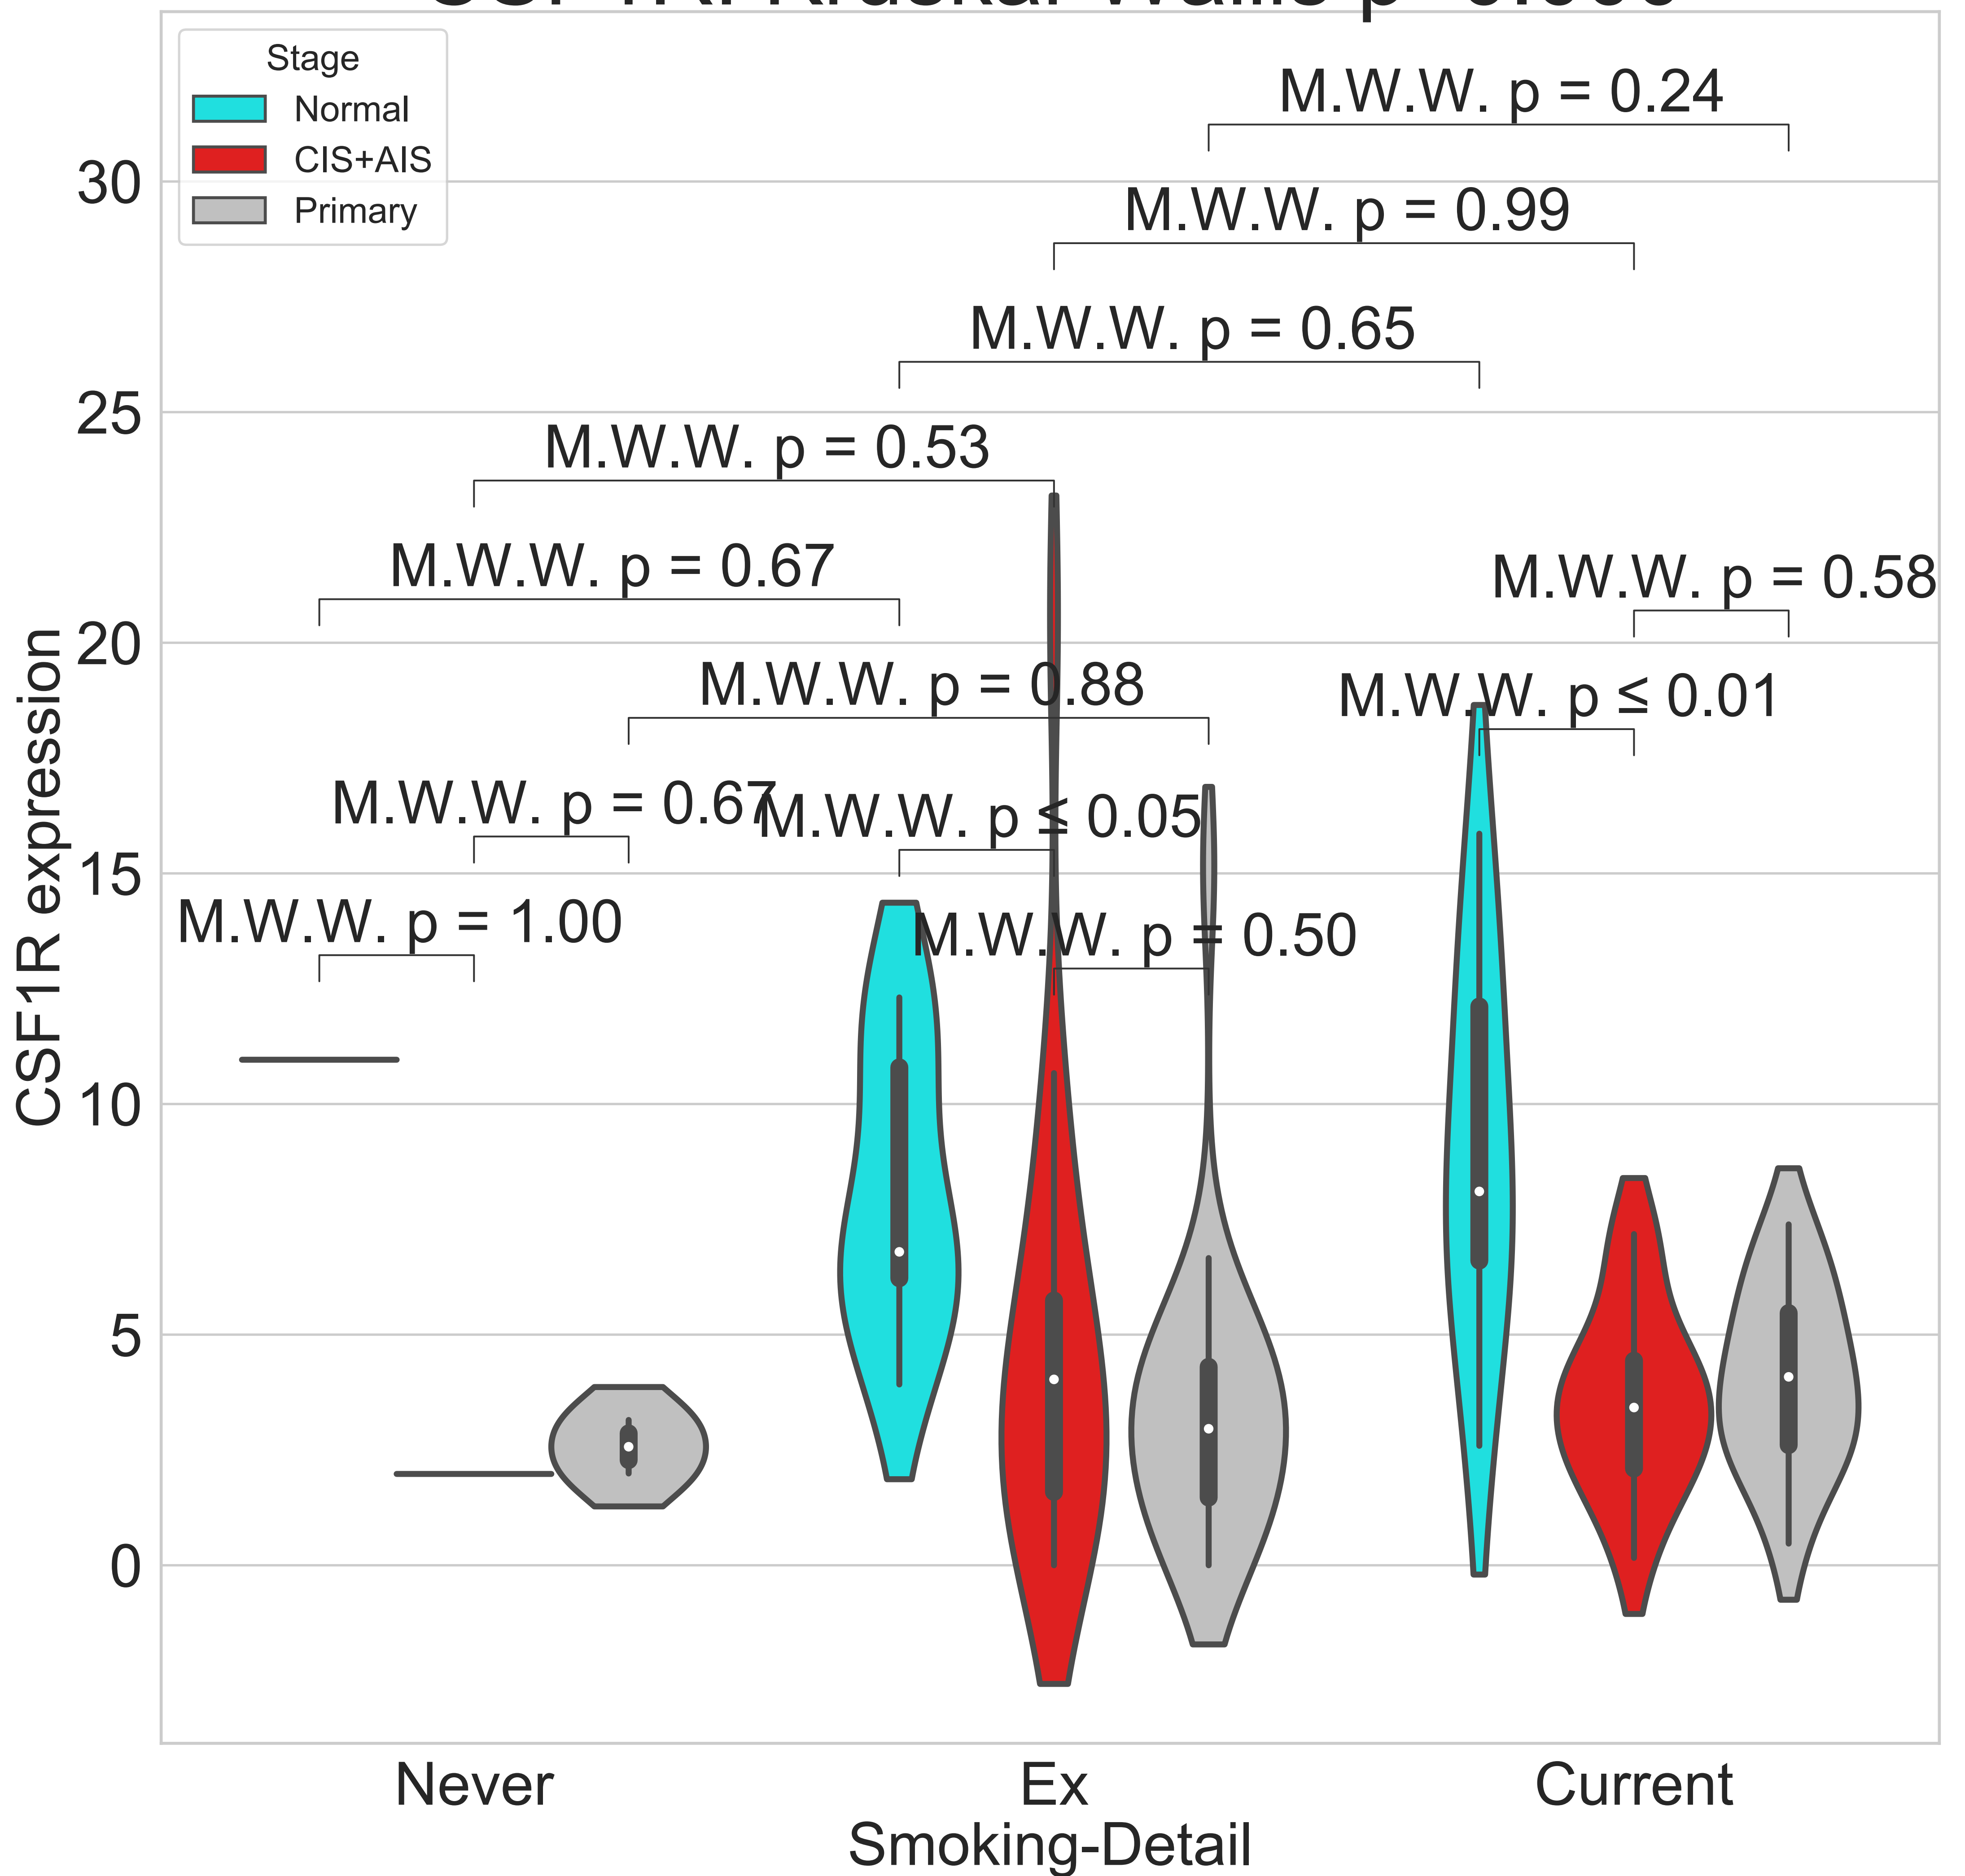 Stage
Normal
CIS+AIS
Primary
M.W.W. p = 0.24
M.W.W. p = 0.99
M.W.W. p = 0.65
M.W.W. p = 0.53
M.W.W. p = 0.67
M.W.W. p = 0.58
M.W.W. p = 0.88
M.W.W. p ≤ 0.01
M.W.W. p = 0.67
M.W.W. p ≤ 0.05
M.W.W. p = 1.00
M.W.W. p = 0.50
30
25
20
15
10
5
0
CSF1R expression
Never
Ex
Current
Smoking-Detail